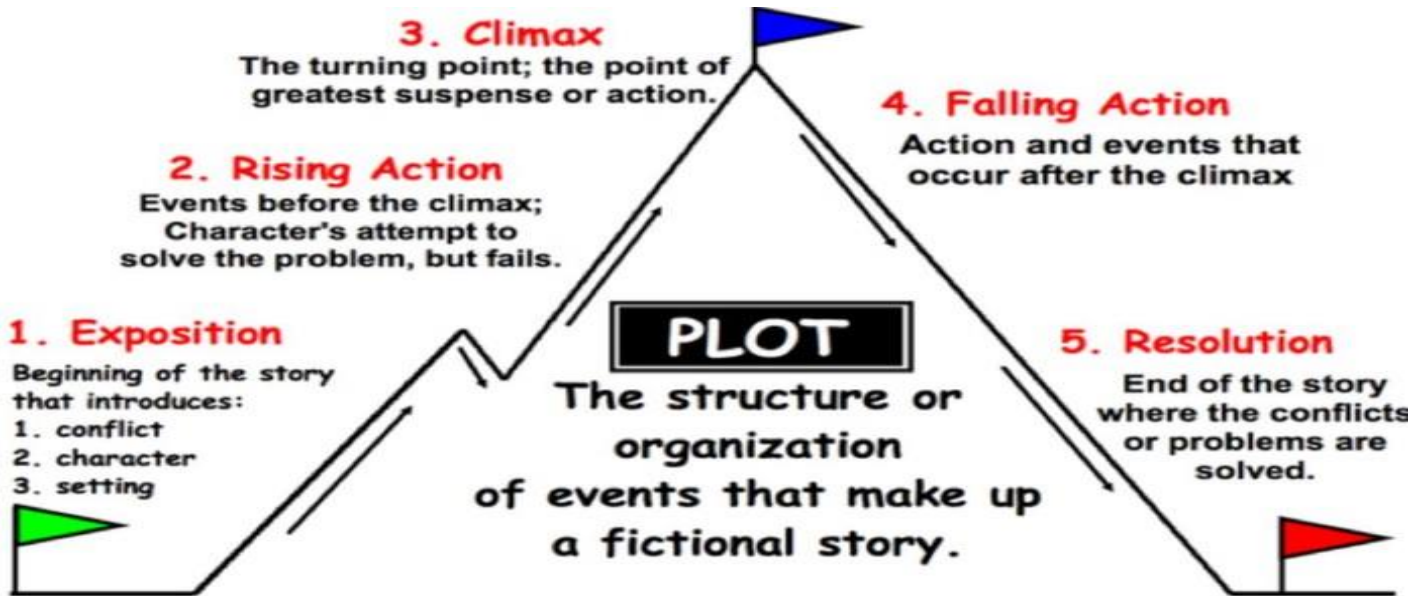 3. Climax
The turning point; the point of
greatest suspense or action.
4. Falling Action
Action and events that
occur after the climax
2. Rising Action
Events before the climax;
Character's attempt to
solve the problem, but fails.
1. Exposition
Beginning of the story
that introduces:
1. conflict
2. character
3. setting
PLOT
The structure or
organization
of events that make up
a fictional story.
5. Resolution
End of the story
where the conflicts
or problems are
solved.